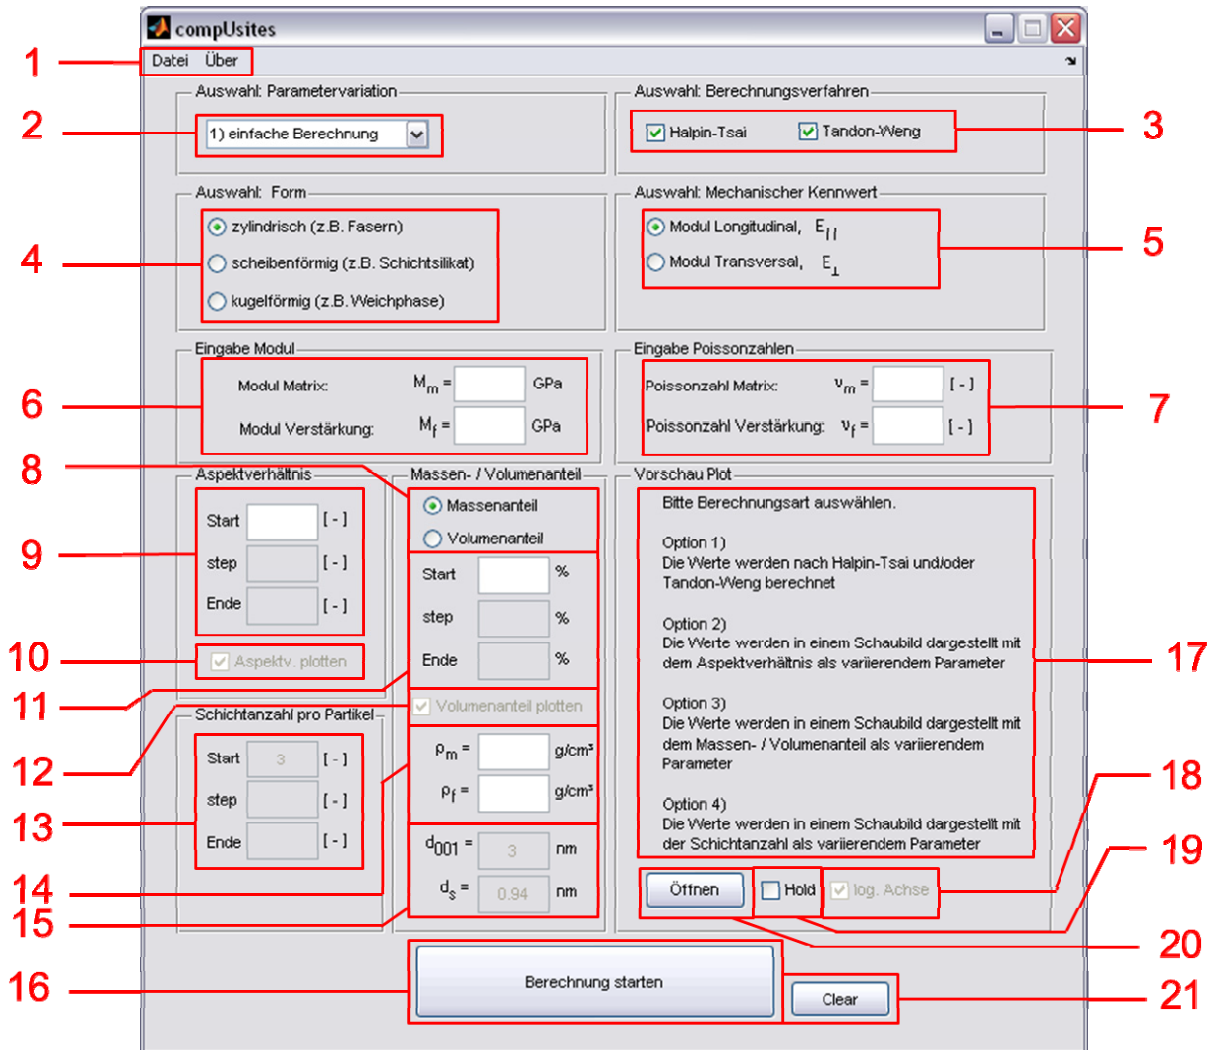 compUsites
1
Datei Über
Auswahl: Parametervariation
Auswahl: Berechnungsverfahren
2
1) einfache Berechnung
Halpin-Tsai
Tandon-Weng
3
Auswahl: Form
Auswahl: Mechanischer Kennwert
zylindrisch (z.B. Fasern)
Modul Longitudinal, E||
4
scheibenförmig (z.B. Schichtsilikat)
Modul Transversal, E⊥
5
kugelförmig (z.B. Weichphase)
Eingabe Modul
Eingabe Poissonzahlen
6
Modul Matrix: Mm = GPa
Modul Verstärkung: Mf = GPa
Poissonzahl Matrix: νm = [ - ]
Poissonzahl Verstärkung: νf = [ - ]
7
8
Aspektverhältnis
Massen- / Volumenanteil
Vorschau Plot
9
Start [ - ]
step [ - ]
Ende [ - ]
Massenanteil
Volumenanteil
Start %
step %
Ende %
10
Aspektv. plotten
11
12
Volumenanteil plotten
Schichtanzahl pro Partikel
13
Start 3 [ - ]
step [ - ]
Ende [ - ]
14
ρm = g/cm³
ρf = g/cm³
15
d001 = 3 nm
ds = 0.94 nm
Bitte Berechnungsart auswählen.
Option 1)
Die Werte werden nach Halpin-Tsai und/oder
Tandon-Weng berechnet
Option 2)
Die Werte werden in einem Schaubild dargestellt mit
dem Aspektverhältnis als variierendem Parameter
Option 3)
Die Werte werden in einem Schaubild dargestellt mit
dem Massen- / Volumenanteil als variierendem
Parameter
Option 4)
Die Werte werden in einem Schaubild dargestellt mit
der Schichtanzahl als variierendem Parameter
17
18
19
Öffnen
Hold
log. Achse
20
16
Berechnung starten
Clear
21